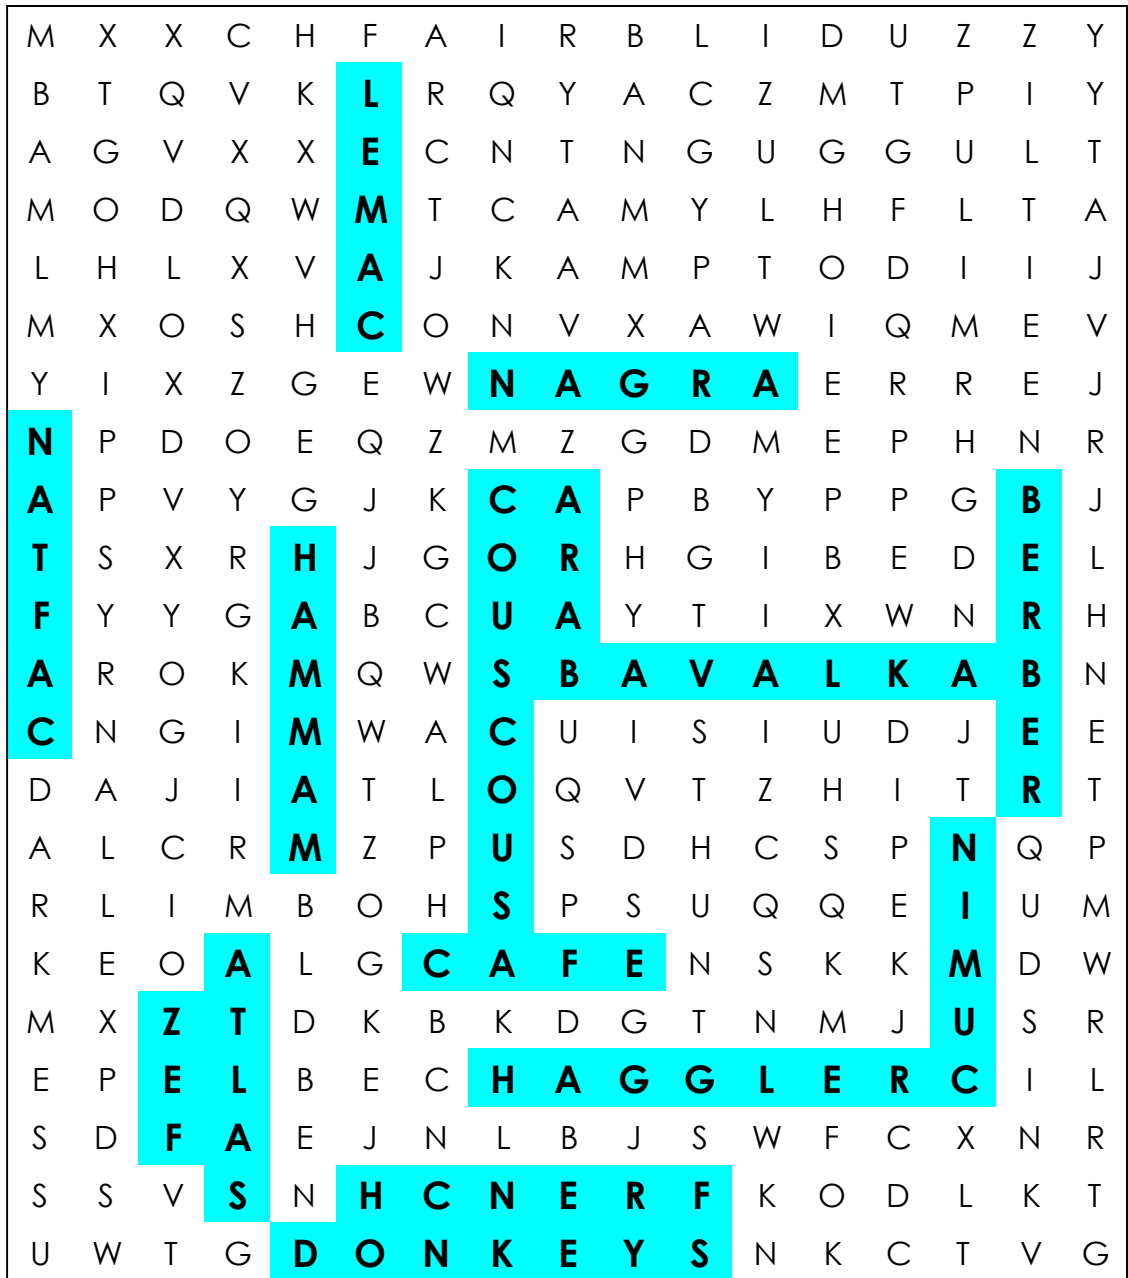 M X X C H F A I R B L I D U Z Z Y
B T Q V K L R Q Y A C Z M T P I Y
A G V X X E C N T N G U G G U L T
M O D Q W M T C A M Y L H F L T A
L H L X V A J K A M P T O D I I J
M X O S H C O N V X A W I Q M E V
Y I X Z G E W N A G R A E R R E J
N P D O E Q Z M Z G D M E P H N R
A P V Y G J K C A P B Y P P G B J
T S X R H J G O R H G I B E D E L
F Y Y G A B C U A Y T I X W N R H
A R O K M Q W S B A V A L K A B N
C N G I M W A C U I S I U D J E E
D A J I A T L O Q V T Z H I T R T
A L C R M Z P U S D H C S P N Q P
R L I M B O H S P S U Q Q E I U M
K E O A L G C A F E N S K K M D W
M X Z T D K B K D G T N M J U S R
E P E L B E C H A G G L E R C I L
S D F A E J N L B J S W F C X N R
S S V S N H C N E R F K O D L K T
U W T G D O N K E Y S N K C T V G